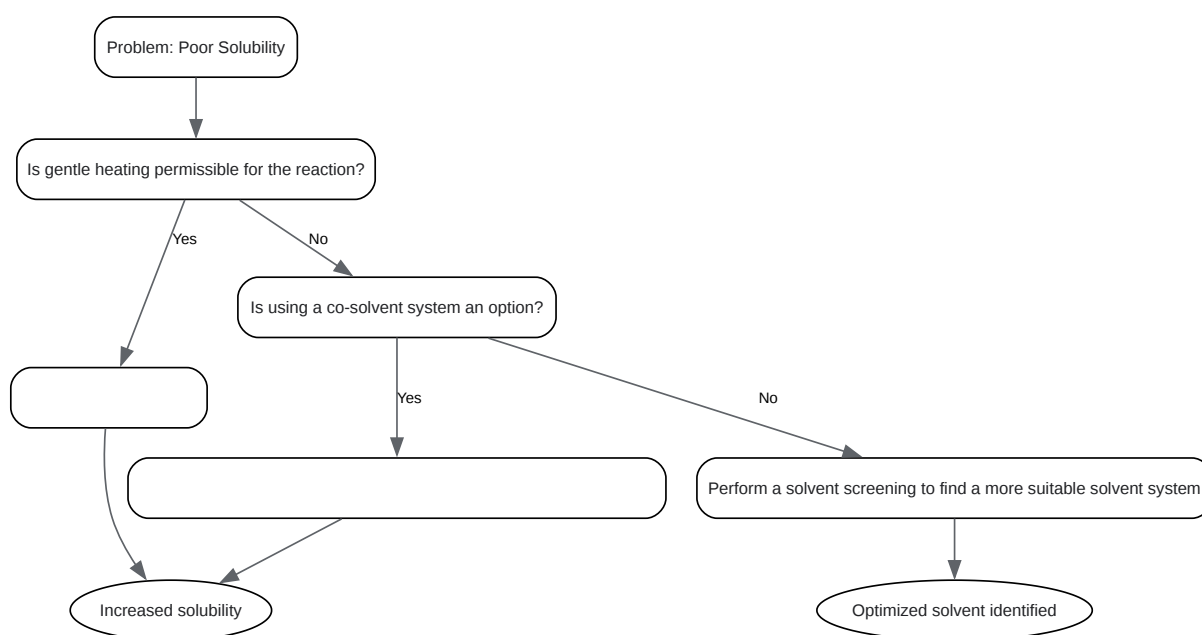 Problem: Poor Solubility
Is gentle heating permissible for the reaction?
Yes
No
Is using a co-solvent system an option?
Yes
No
Perform a solvent screening to find a more suitable solvent system
Increased solubility
Optimized solvent identified